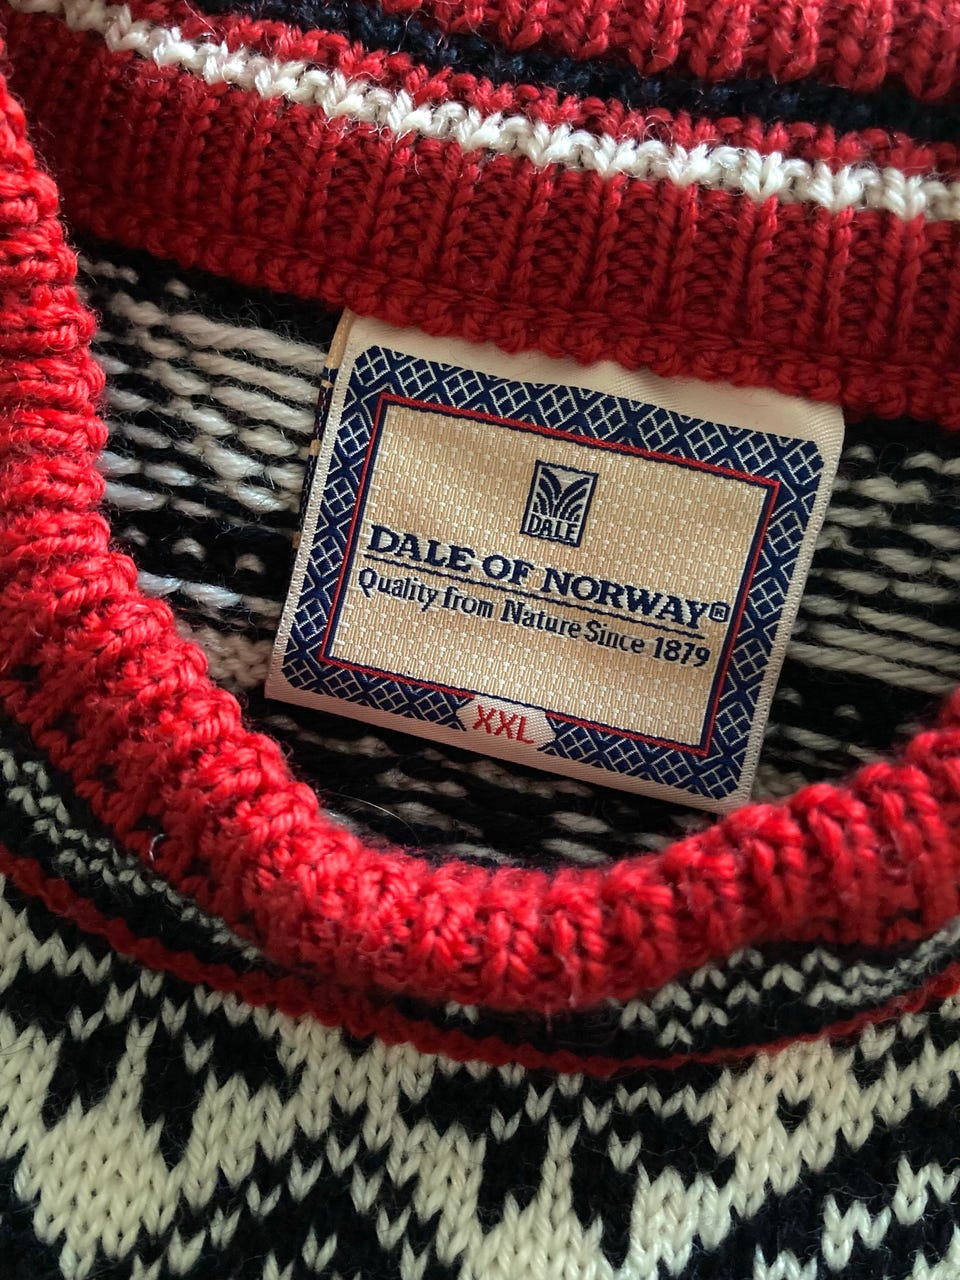 DALE
DALE OF NORWAY®
Quality from Nature Since 1879
XXL